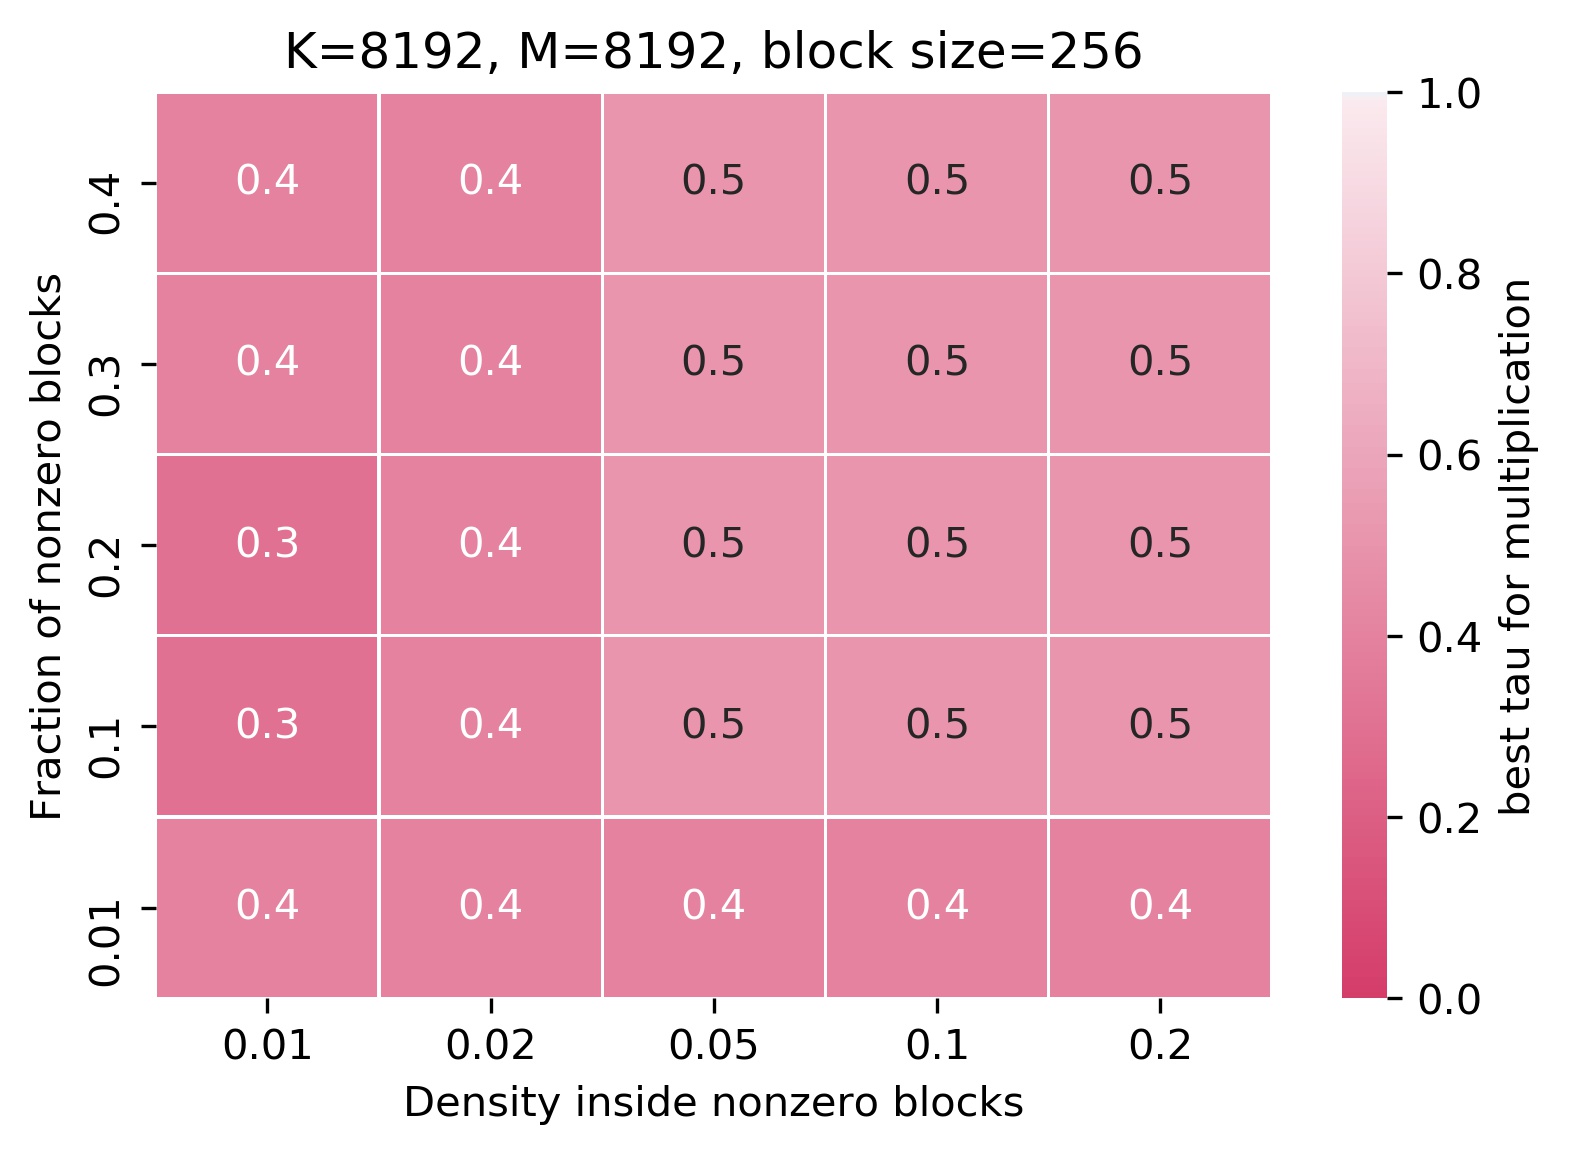 K=8192, M=8192, block size=256
Fraction of nonzero blocks
0.4
0.4 0.4 0.5 0.5 0.5
0.3
0.4 0.4 0.5 0.5 0.5
0.2
0.3 0.4 0.5 0.5 0.5
0.1
0.3 0.4 0.5 0.5 0.5
0.01
0.4 0.4 0.4 0.4 0.4
0.01 0.02 0.05 0.1 0.2
Density inside nonzero blocks
1.0
0.8
0.6
0.4
0.2
0.0
best tau for multiplication